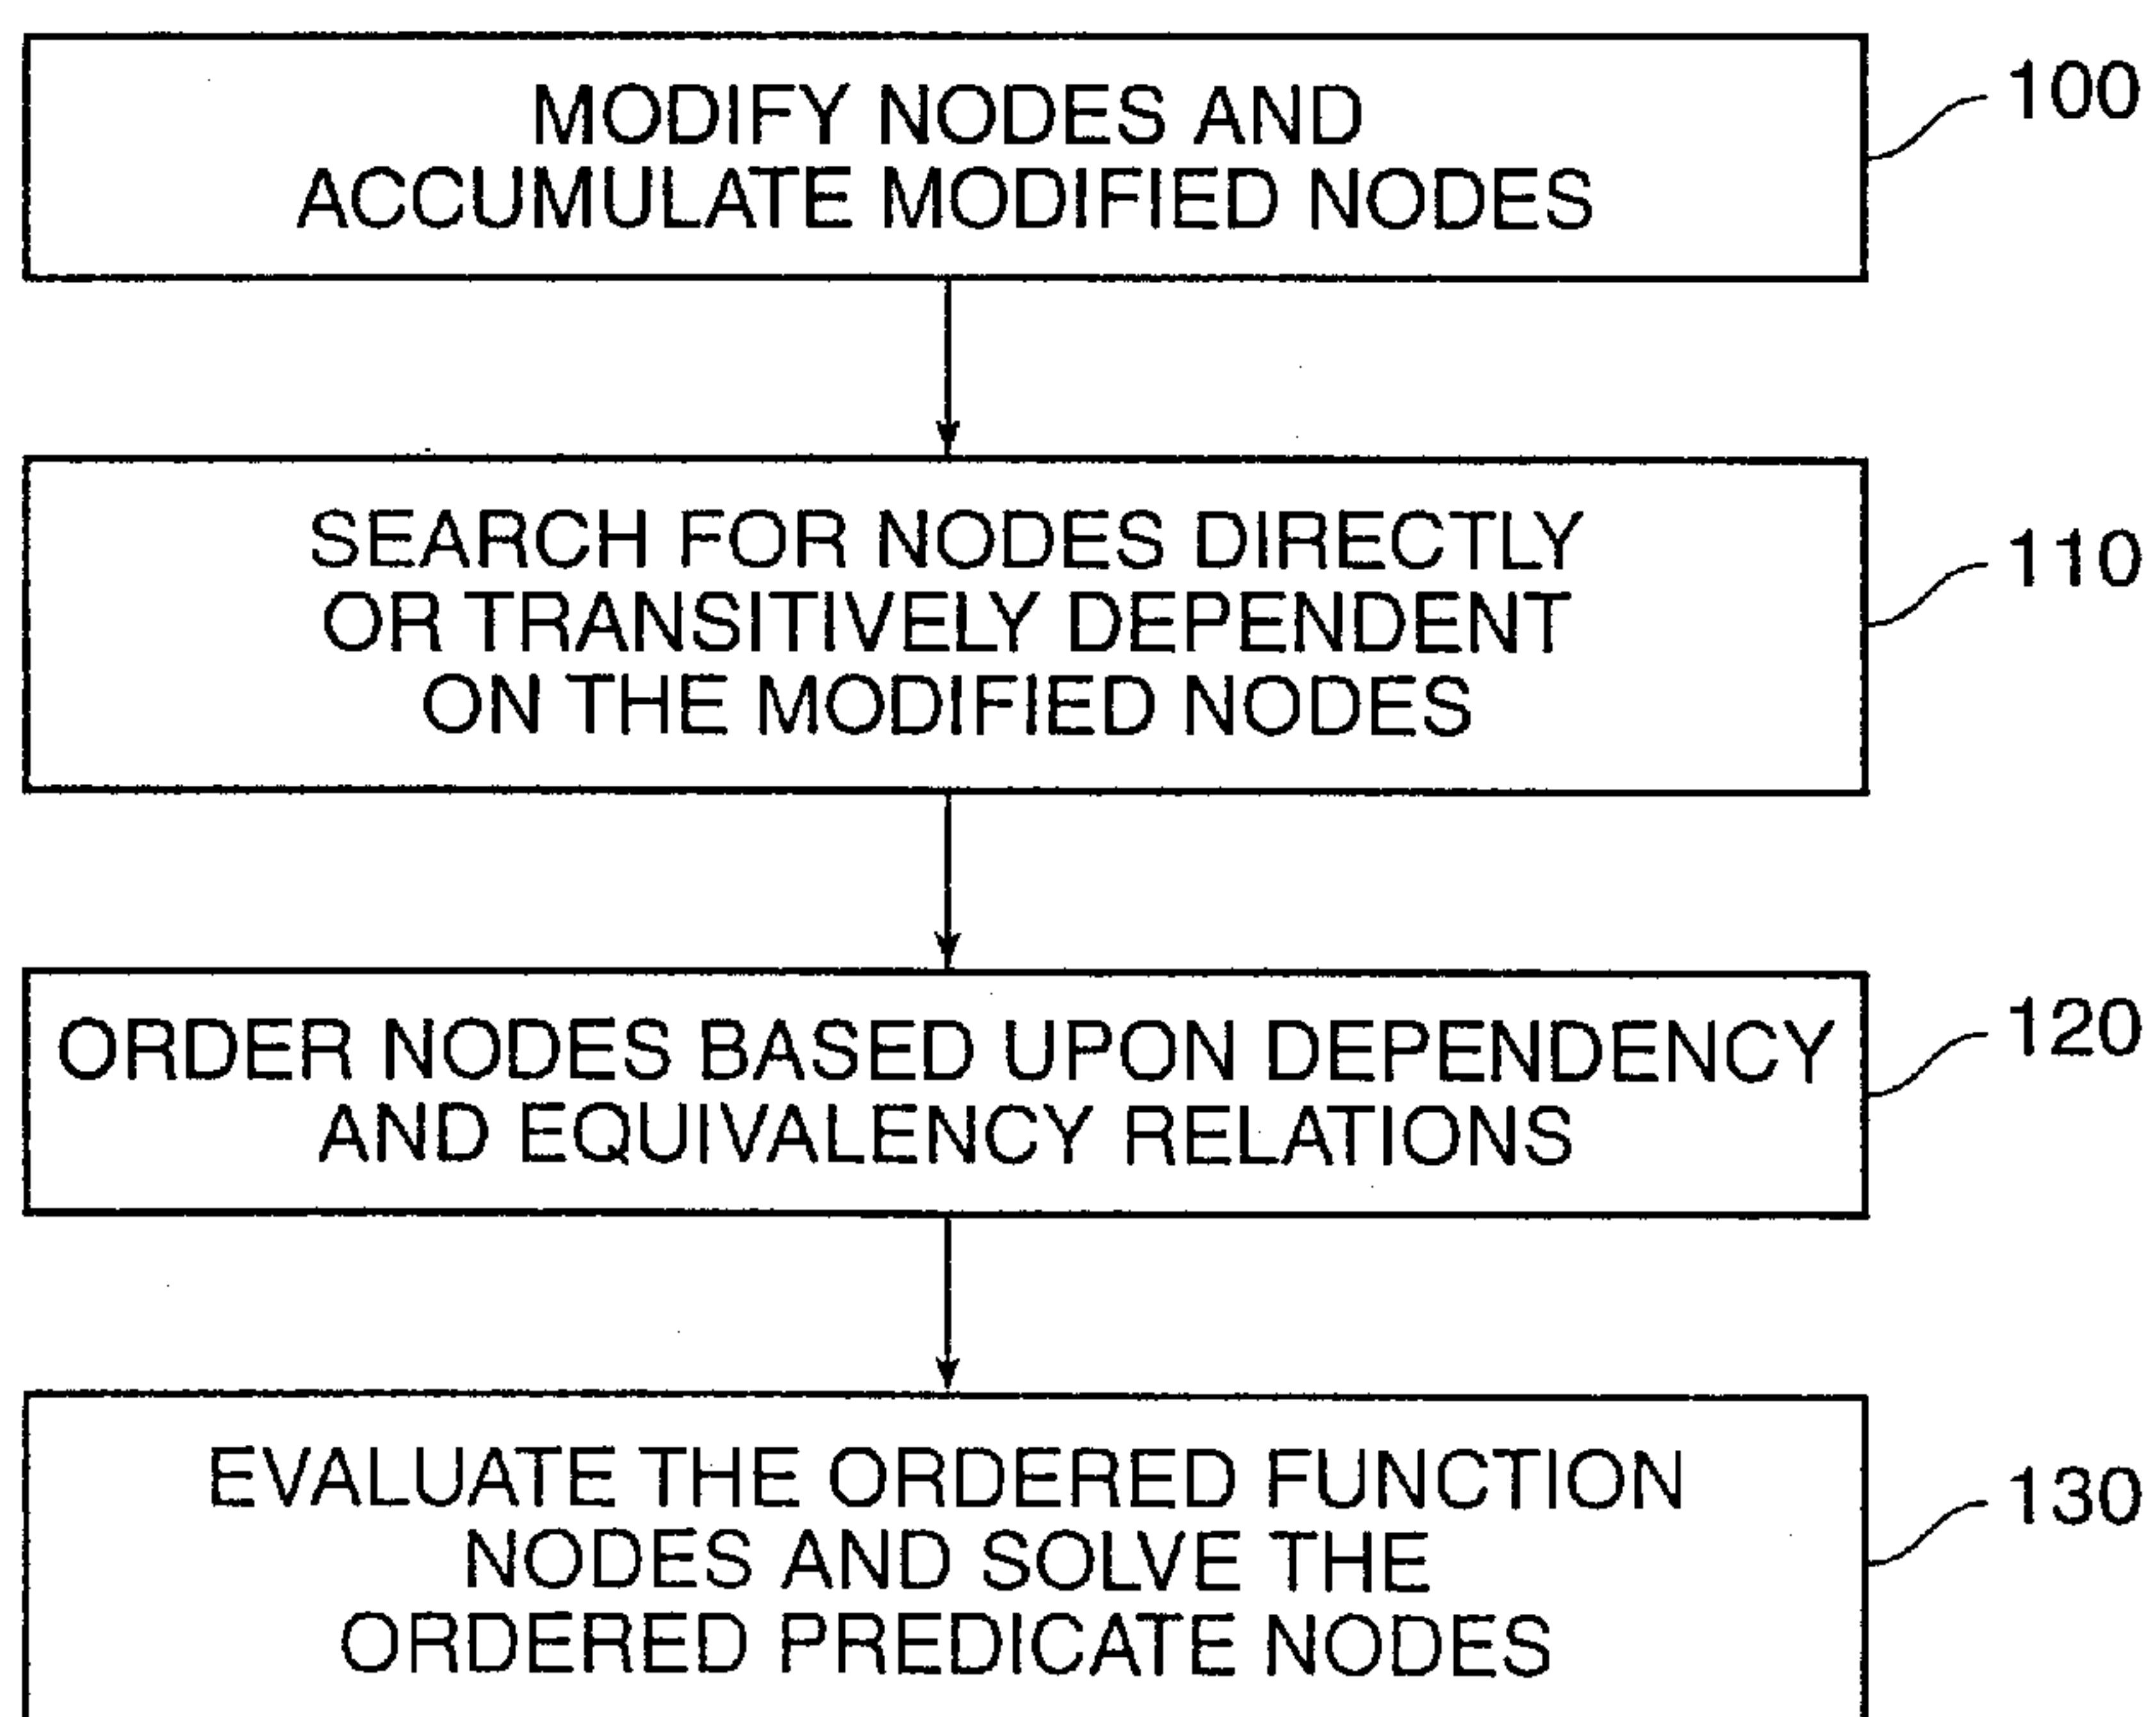 MODIFY NODES AND
ACCUMULATE MODIFIED NODES
100
SEARCH FOR NODES DIRECTLY
OR TRANSITIVELY DEPENDENT
ON THE MODIFIED NODES
110
ORDER NODES BASED UPON DEPENDENCY
AND EQUIVALENCY RELATIONS
120
EVALUATE THE ORDERED FUNCTION
NODES AND SOLVE THE
ORDERED PREDICATE NODES
130